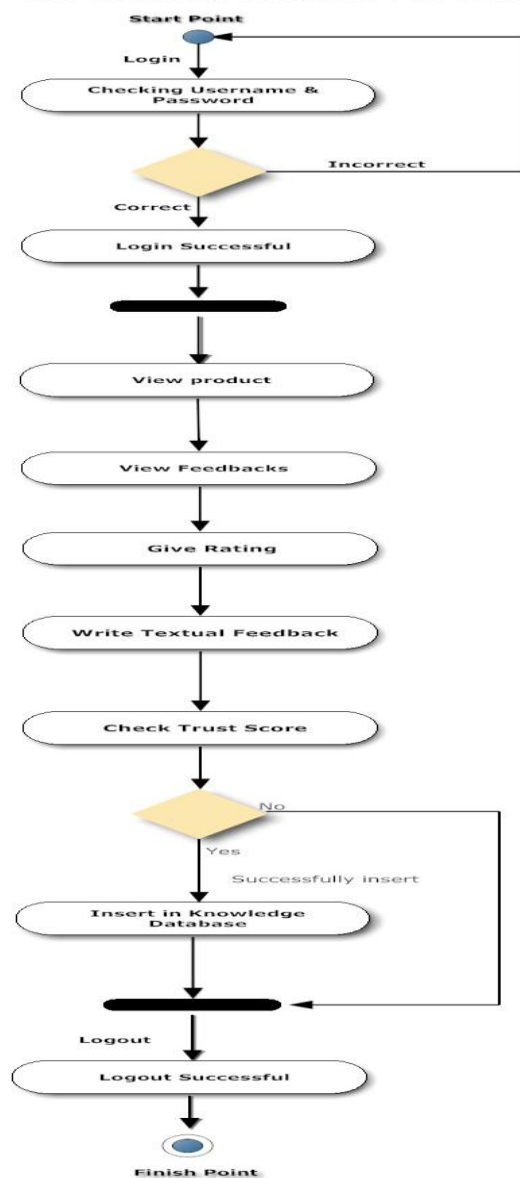 Start Point
Login
Checking Username &
Password
Incorrect
Correct
Login Successful
View product
View Feedbacks
Give Rating
Write Textual Feedback
Check Trust Score
No
Yes
Successfully insert
Insert in Knowledge
Database
Logout
Logout Successful
Finish Point